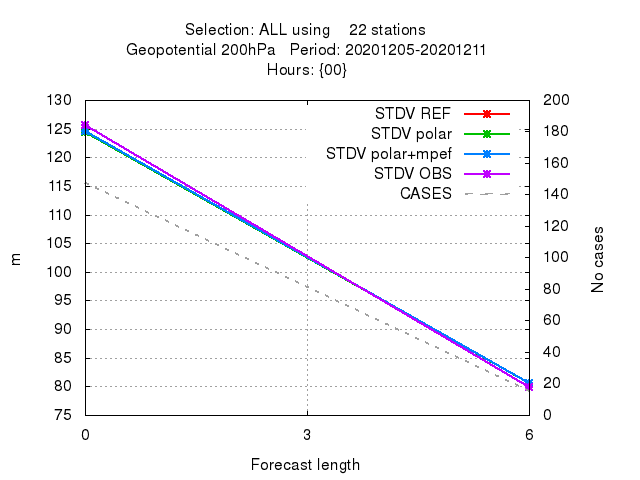 Selection: ALL using 22 stations
Geopotential 200hPa Period: 20201205-20201211
Hours: {00}
130
125
120
115
110
105
100
95
90
85
80
75
m
200
180
160
140
120
100
80
60
40
20
0
No cases
STDV REF
STDV polar
STDV polar+mpef
STDV OBS
CASES
0 3 6
Forecast length